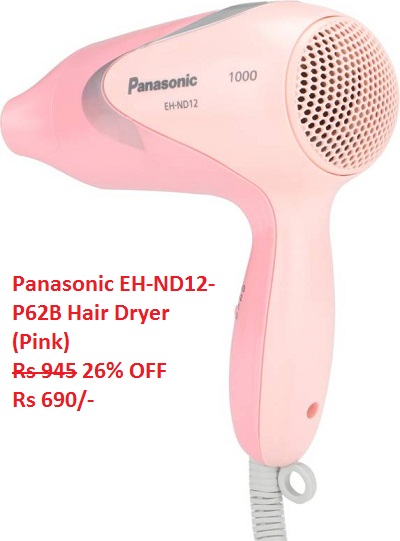 Panasonic 1000
EH-ND12
Panasonic EH-ND12-
P62B Hair Dryer
(Pink)
Rs 945 26% OFF
Rs 690/-